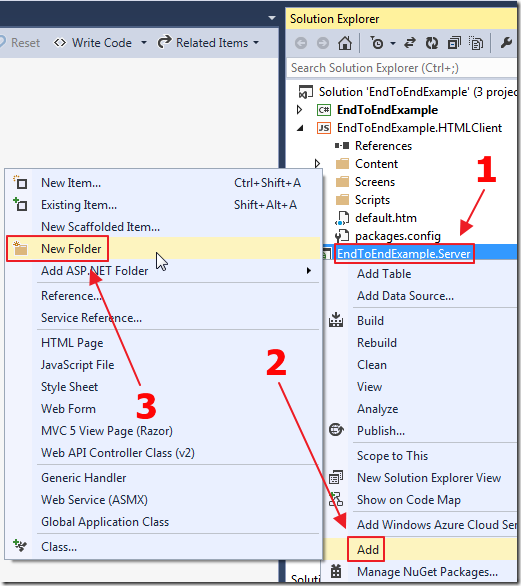 Reset
Write Code
Related Items
Solution Explorer
Search Solution Explorer (Ctrl+;)
Solution 'EndToEndExample' (3 projec
C# EndToEndExample
JS EndToEndExample.HTMLClient
References
Content
Screens
Scripts
default.htm
packages.config
EndToEndExample.Server
1
New Item... Ctrl+Shift+A
Existing Item... Shift+Alt+A
New Scaffolded Item...
New Folder
Add ASP.NET Folder
Reference...
Service Reference...
HTML Page
JavaScript File
Style Sheet
Web Form
MVC 5 View Page (Razor)
Web API Controller Class (v2)
Generic Handler
Web Service (ASMX)
Global Application Class
Class...
3
Add Table
Add Data Source...
Build
Rebuild
Clean
View
Analyze
Publish...
Scope to This
New Solution Explorer View
Show on Code Map
Add Windows Azure Cloud Ser
Add
Manage NuGet Packages...
2